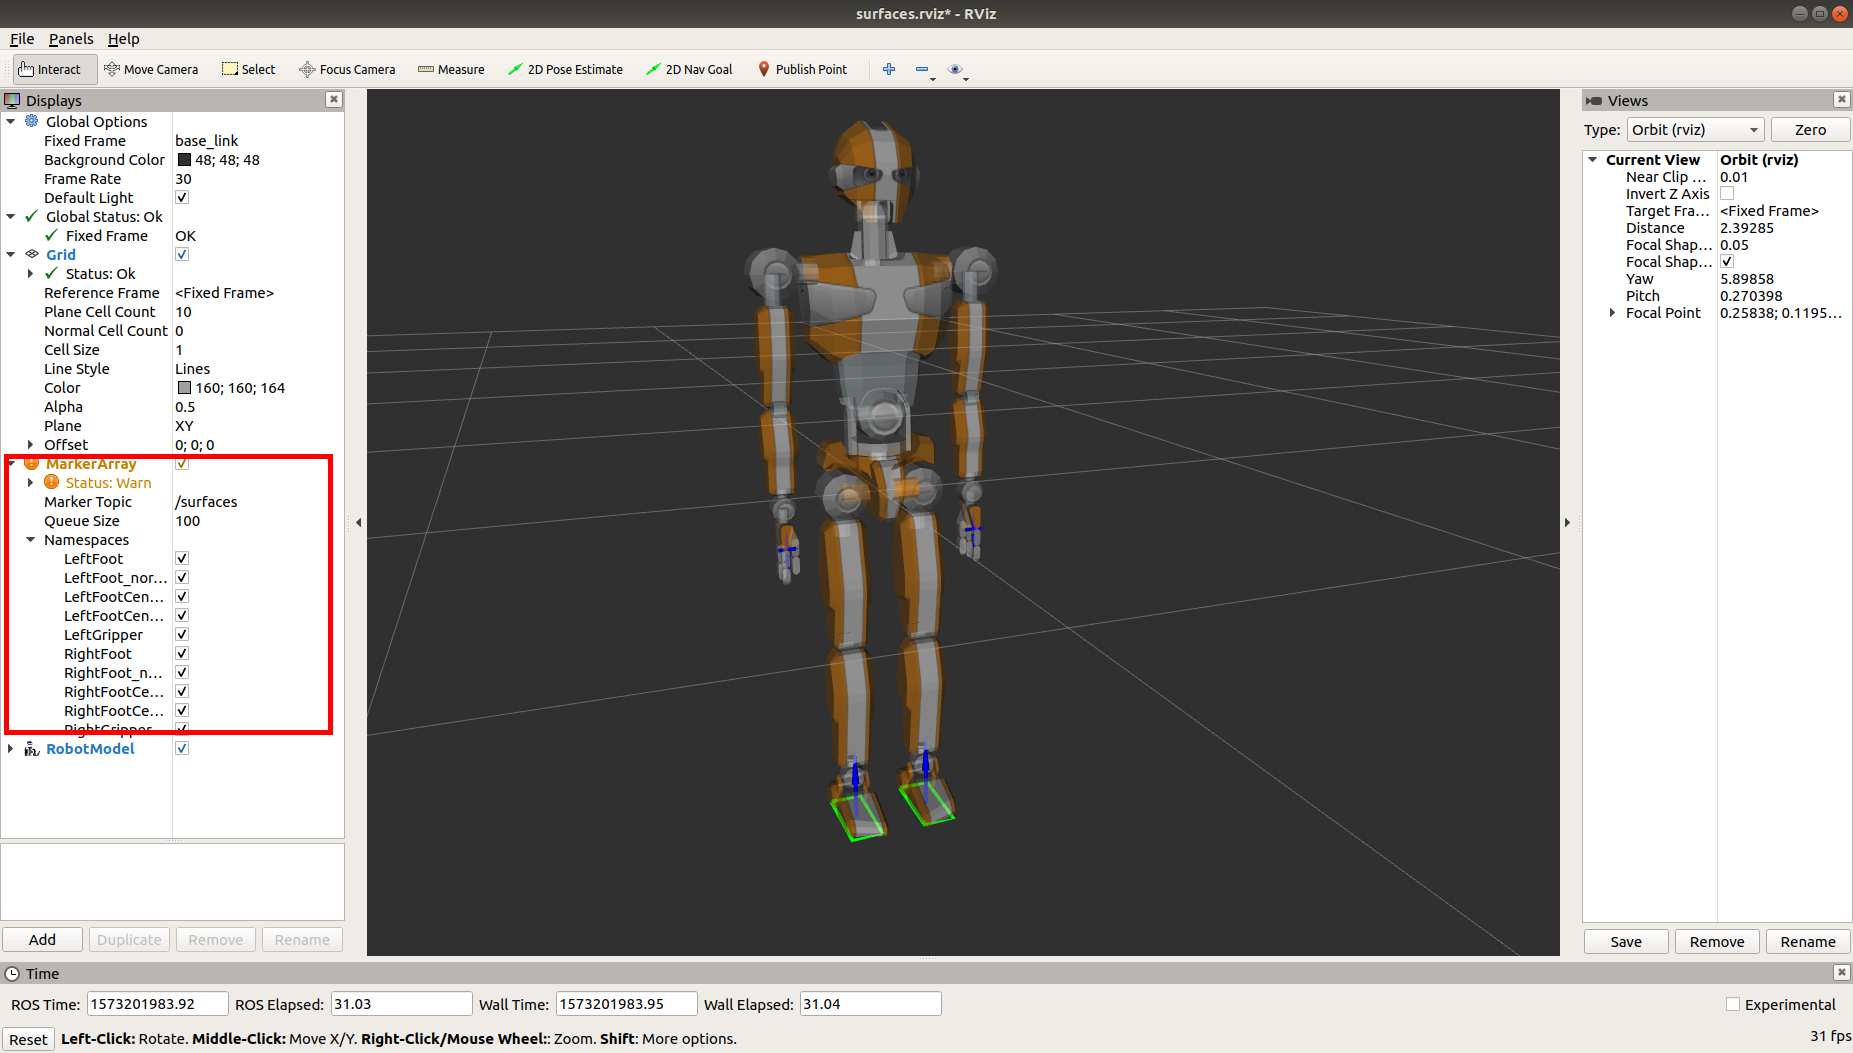 surfaces.rviz* - RViz
File Panels Help
Interact Move Camera Select Focus Camera Measure 2D Pose Estimate 2D Nav Goal Publish Point
Displays
Global Options
Fixed Frame base_link
Background Color 48; 48; 48
Frame Rate 30
Default Light
Global Status: Ok
Fixed Frame OK
Grid
Status: Ok
Reference Frame <Fixed Frame>
Plane Cell Count 10
Normal Cell Count 0
Cell Size 1
Line Style Lines
Color 160; 160; 164
Alpha 0.5
Plane XY
Offset 0; 0; 0
MarkerArray
Status: Warn
Marker Topic /surfaces
Queue Size 100
Namespaces
LeftFoot
LeftFoot_nor...
LeftFootCen...
LeftFootCen...
LeftGripper
RightFoot
RightFoot_n...
RightFootCe...
RightFootCe...
RightGripper
RobotModel
Add Duplicate Remove Rename
Views
Type: Orbit (rviz) Zero
Current View Orbit (rviz)
Near Clip ... 0.01
Invert Z Axis
Target Fra... <Fixed Frame>
Distance 2.39285
Focal Shap... 0.05
Focal Shap...
Yaw 5.89858
Pitch 0.270398
Focal Point 0.25838; 0.1195...
Save Remove Rename
Time
ROS Time: 1573201983.92 ROS Elapsed: 31.03 Wall Time: 1573201983.95 Wall Elapsed: 31.04 Experimental
Reset Left-Click: Rotate. Middle-Click: Move X/Y. Right-Click/Mouse Wheel:: Zoom. Shift: More options. 31 fps